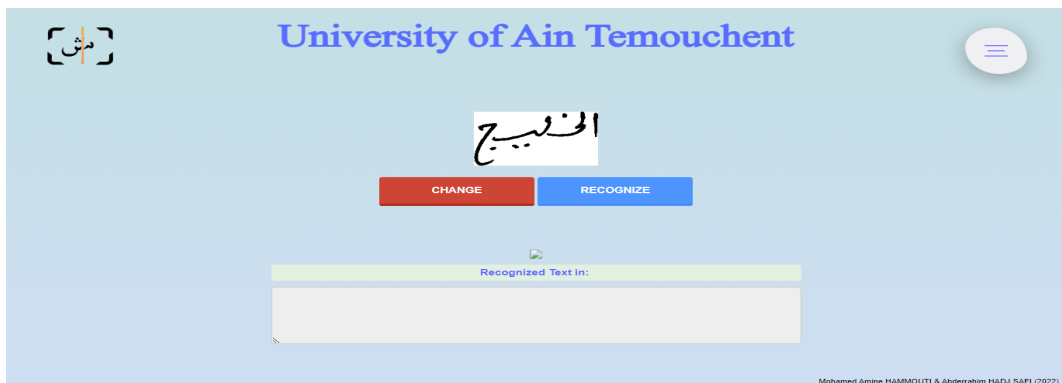 مش
University of Ain Temouchent
الخليج
CHANGE
RECOGNIZE
Recognized Text in:
Mohamed Amine HAMMOUTI & Abderrahim HADJ SAFI (2022)